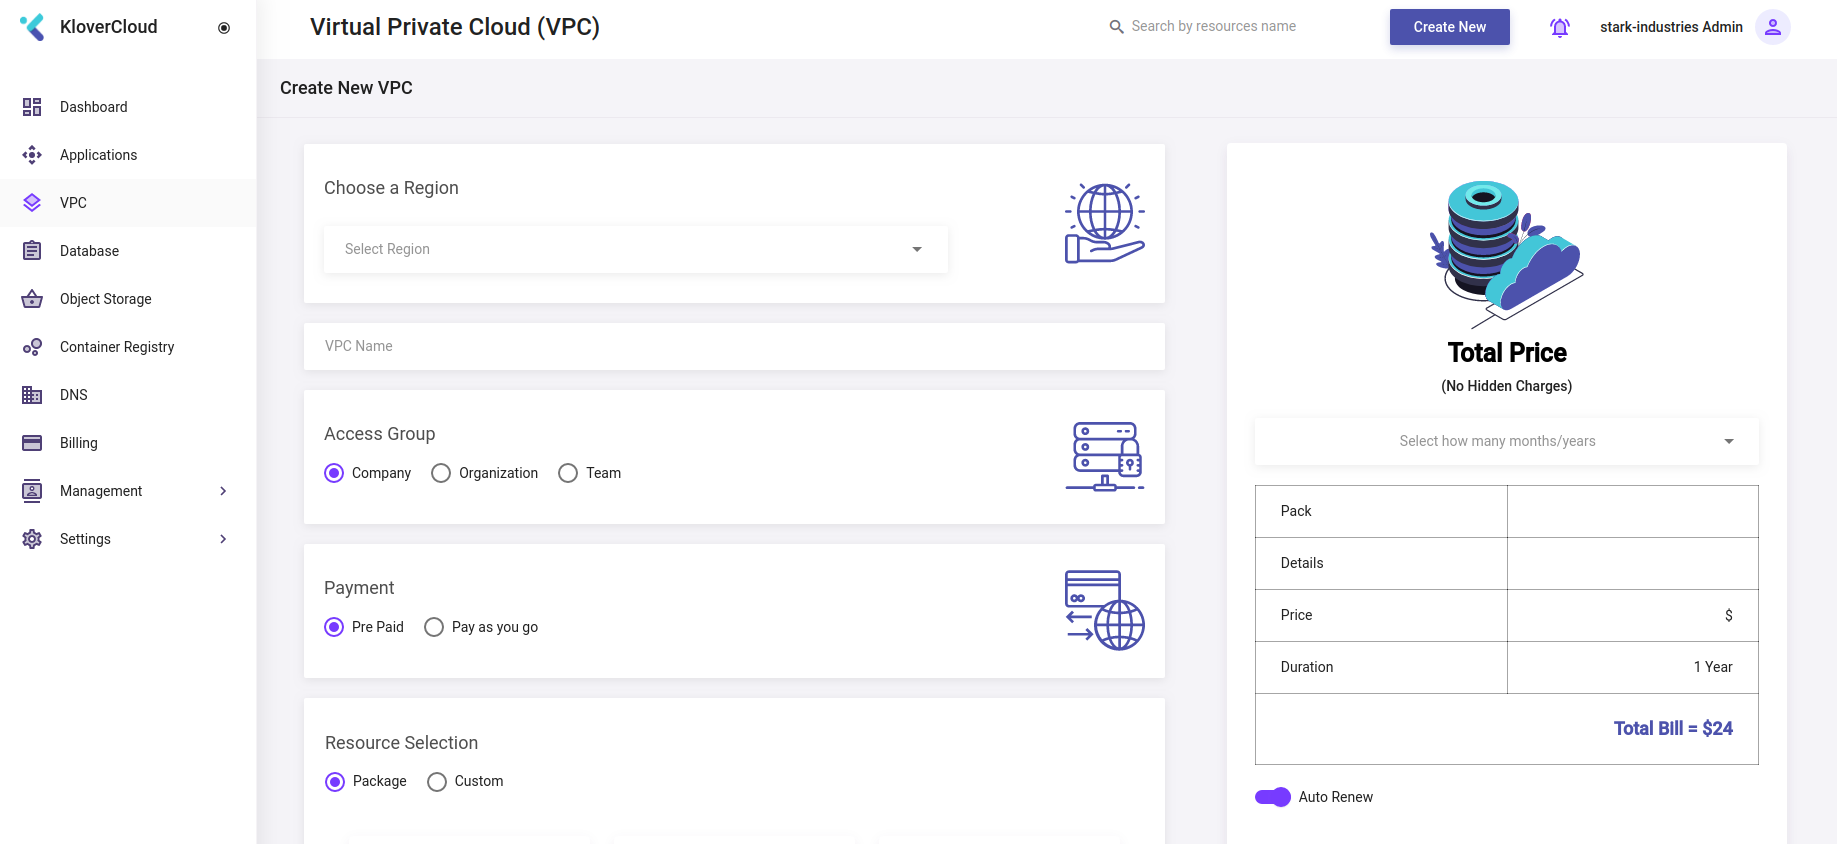 KloverCloud
Virtual Private Cloud (VPC)
Search by resources name
Create New
stark-industries Admin
Create New VPC
Dashboard
Applications
VPC
Database
Object Storage
Container Registry
DNS
Billing
Management
Settings
Choose a Region
Select Region
VPC Name
Access Group
Company
Organization
Team
Payment
Pre Paid
Pay as you go
Resource Selection
Package
Custom
Total Price
(No Hidden Charges)
Select how many months/years
Pack
Details
Price $
Duration 1 Year
Total Bill = $24
Auto Renew